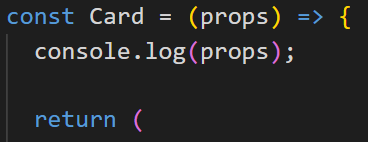 const Card = (props) => {
  console.log(props);
  return (